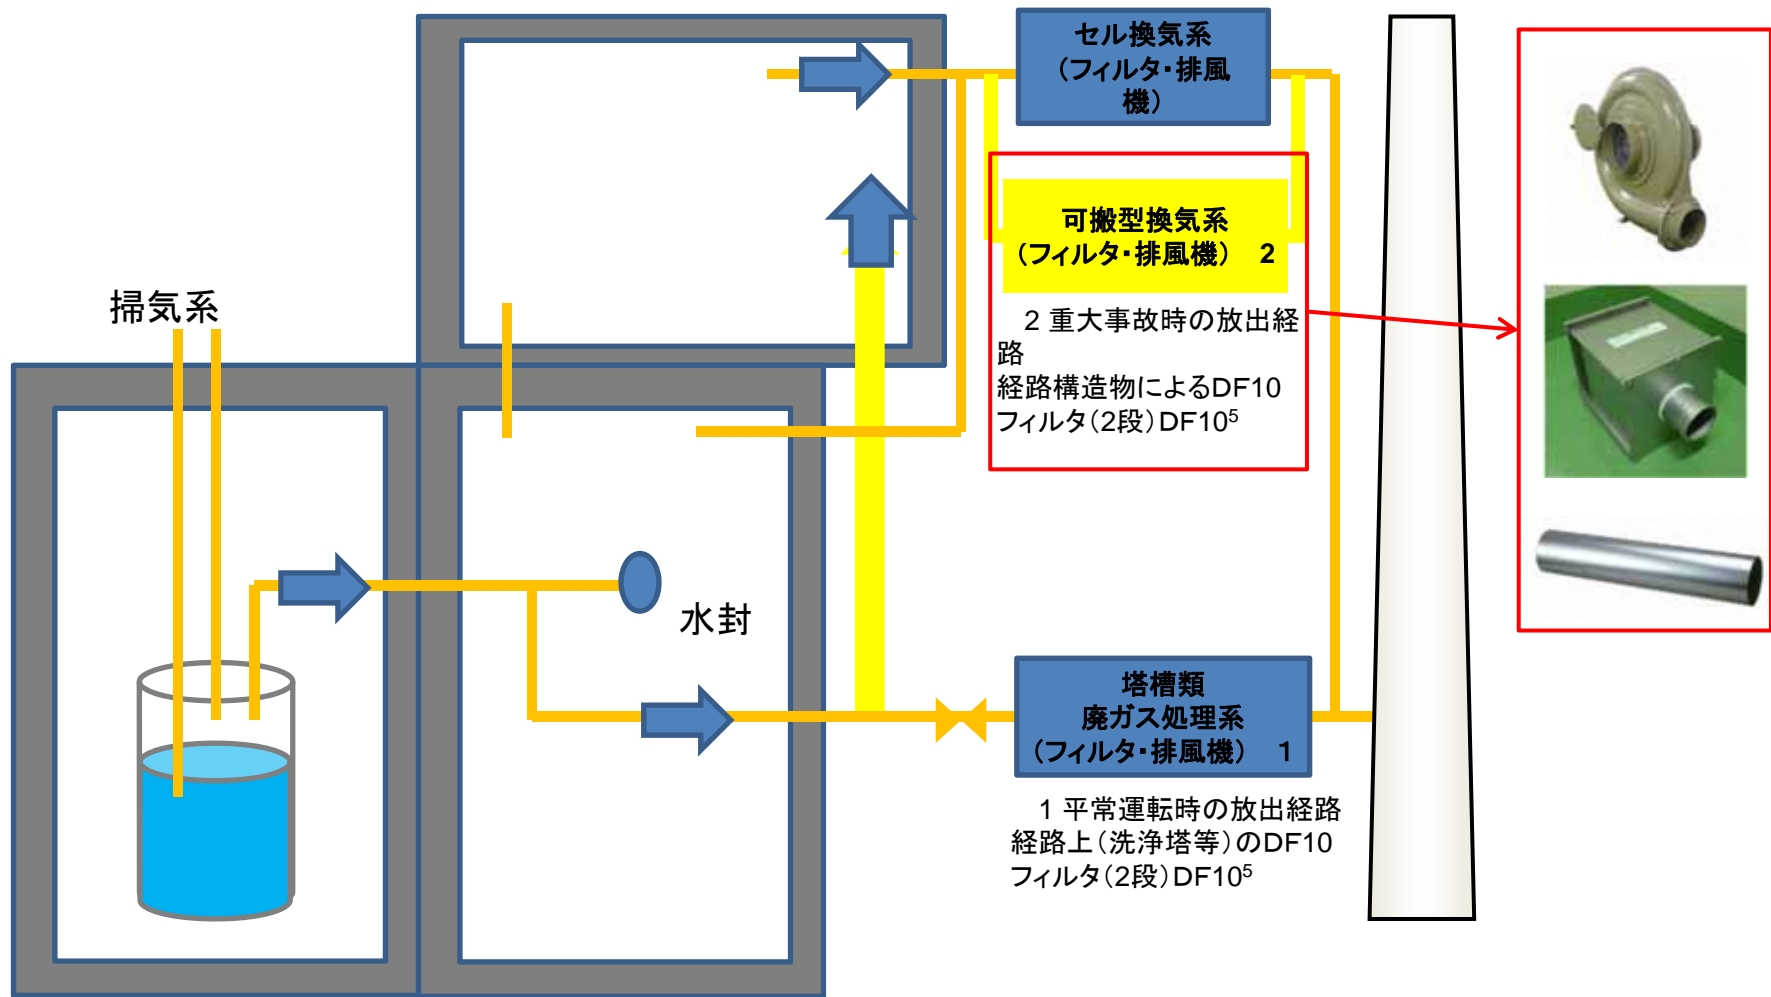 セル換気系
(フィルタ・排風
機)
可搬型換気系
(フィルタ・排風機) 2
2 重大事故時の放出経
路
経路構造物によるDF10
フィルタ(2段)DF10⁵
掃気系
水封
塔槽類
廃ガス処理系
(フィルタ・排風機) 1
1 平常運転時の放出経路
経路上(洗浄塔等)のDF10
フィルタ(2段)DF10⁵